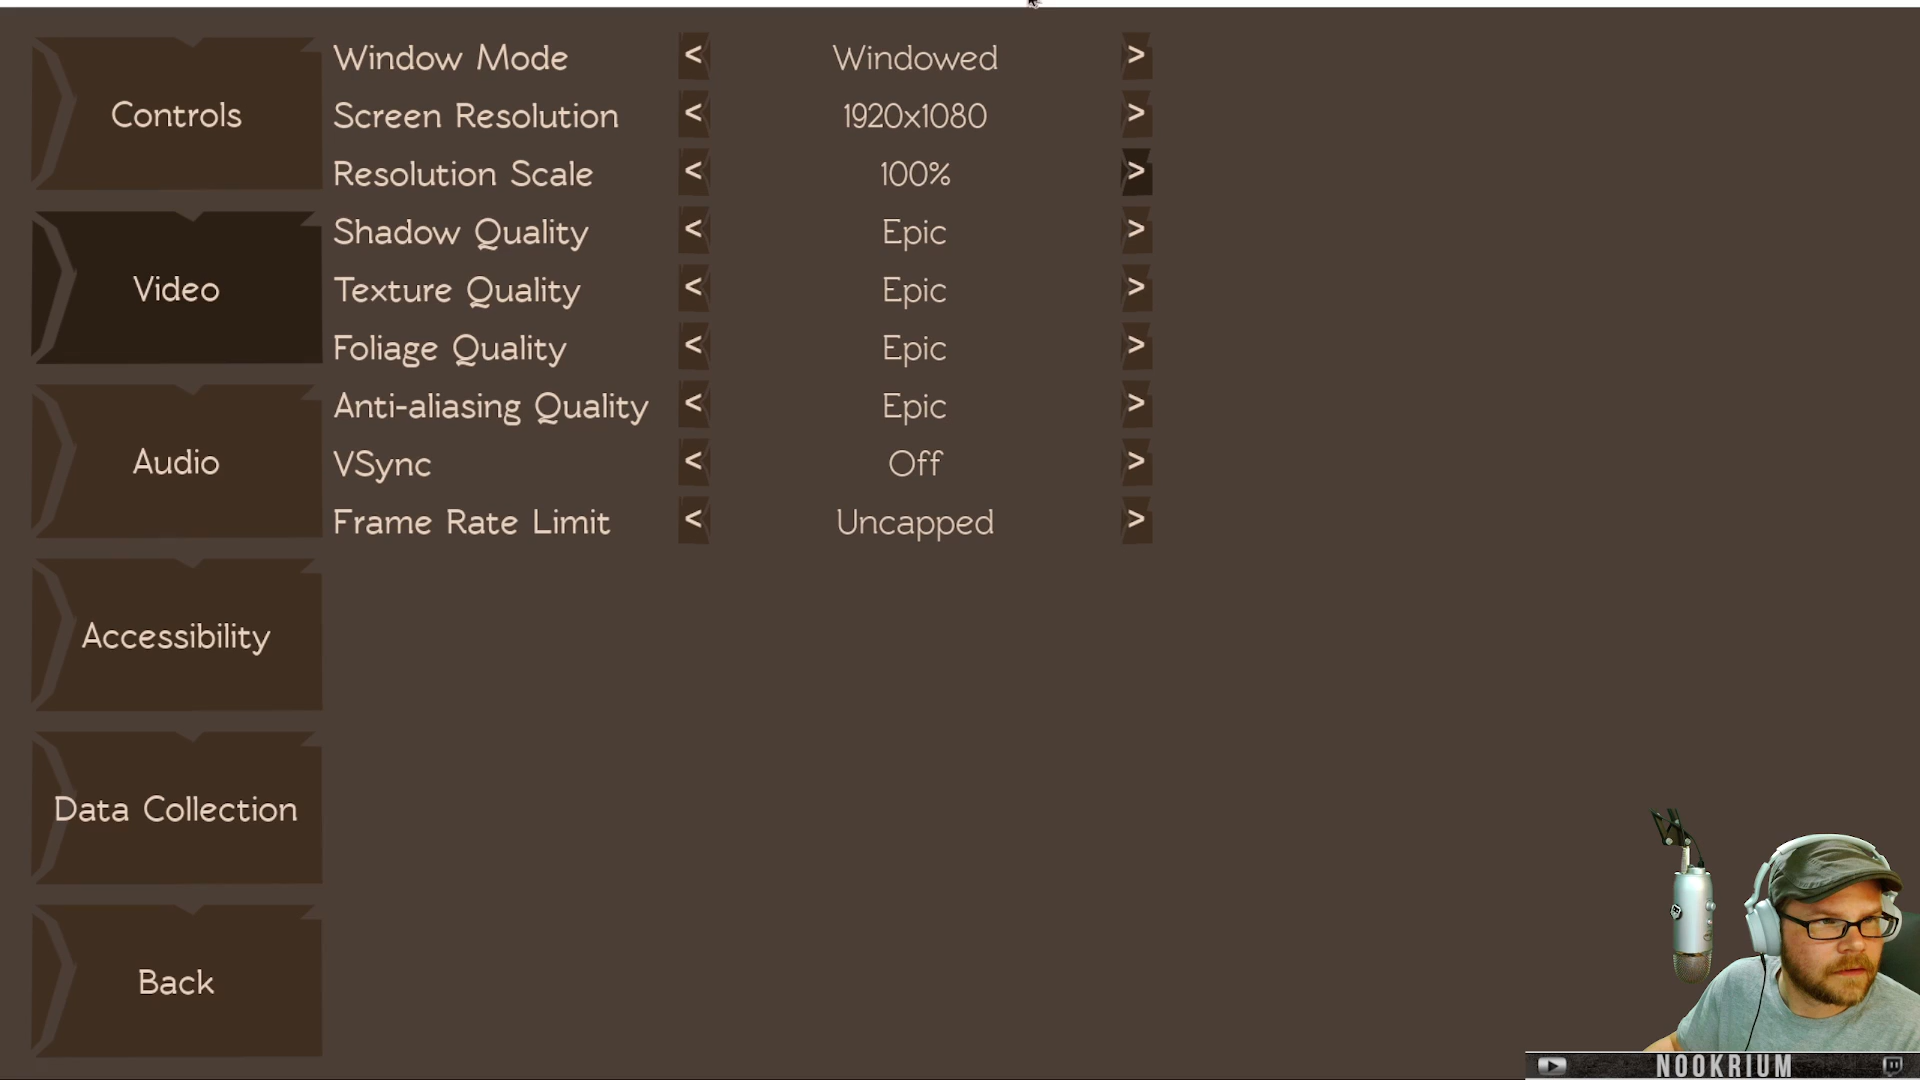 Controls
Video
Audio
Accessibility
Data Collection
Back
Window Mode < Windowed >
Screen Resolution < 1920x1080 >
Resolution Scale < 100% >
Shadow Quality < Epic >
Texture Quality < Epic >
Foliage Quality < Epic >
Anti-aliasing Quality < Epic >
VSync < Off >
Frame Rate Limit < Uncapped >
NOOKRIUM